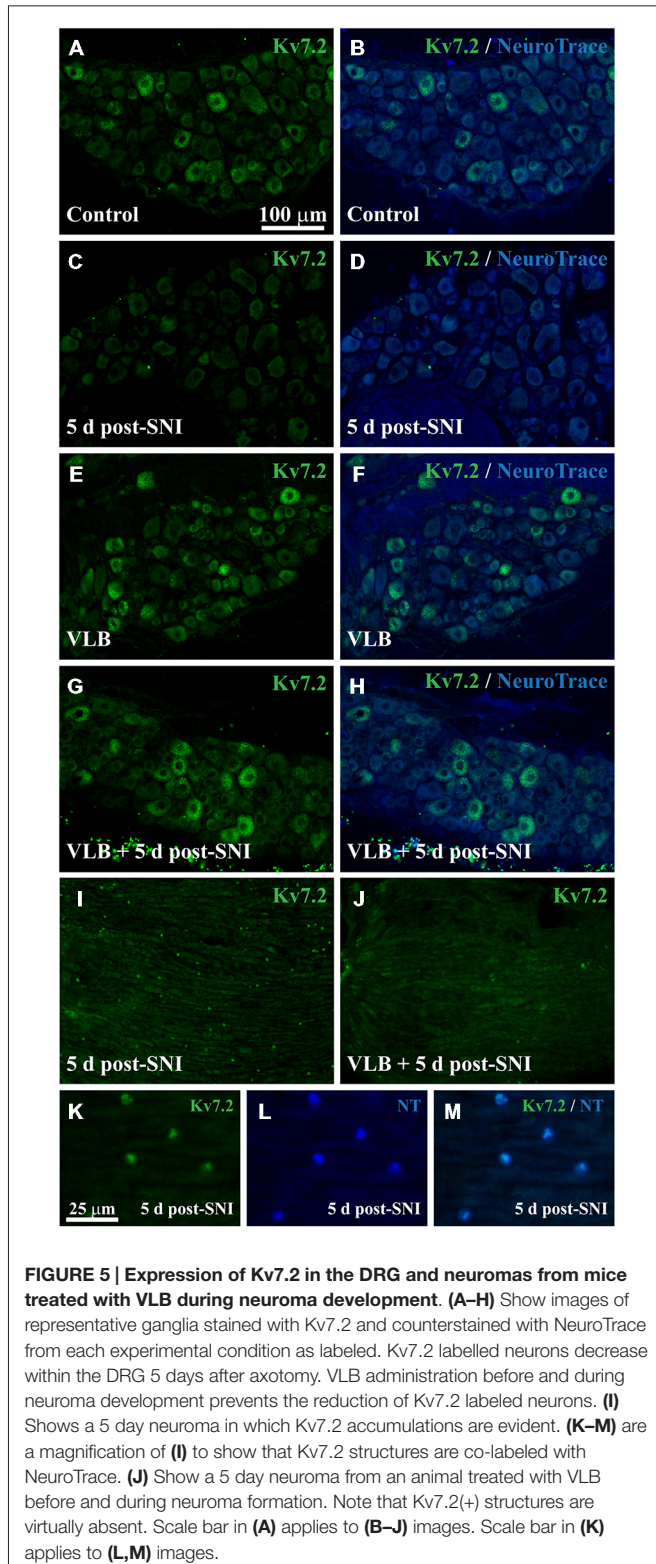 A Kv7.2
B Kv7.2 / NeuroTrace
Control 100 µm
Control
C Kv7.2
D Kv7.2 / NeuroTrace
5 d post-SNI
5 d post-SNI
E Kv7.2
F Kv7.2 / NeuroTrace
VLB
VLB
G Kv7.2
H Kv7.2 / NeuroTrace
VLB + 5 d post-SNI
VLB + 5 d post-SNI
I Kv7.2
J Kv7.2
5 d post-SNI
VLB + 5 d post-SNI
K Kv7.2
L NT
M Kv7.2 / NT
25 µm 5 d post-SNI
5 d post-SNI
5 d post-SNI
FIGURE 5 | Expression of Kv7.2 in the DRG and neuromas from mice
treated with VLB during neuroma development. (A–H) Show images of
representative ganglia stained with Kv7.2 and counterstained with NeuroTrace
from each experimental condition as labeled. Kv7.2 labelled neurons decrease
within the DRG 5 days after axotomy. VLB administration before and during
neuroma development prevents the reduction of Kv7.2 labeled neurons. (I)
Shows a 5 day neuroma in which Kv7.2 accumulations are evident. (K–M) are
a magnification of (I) to show that Kv7.2 structures are co-labeled with
NeuroTrace. (J) Show a 5 day neuroma from an animal treated with VLB
before and during neuroma formation. Note that Kv7.2(+) structures are
virtually absent. Scale bar in (A) applies to (B–J) images. Scale bar in (K)
applies to (L,M) images.